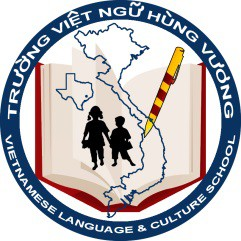 TRƯỜNG VIỆT NGỮ HÙNG VƯƠNG
VIETNAMESE LANGUAGE & CULTURE SCHOOL